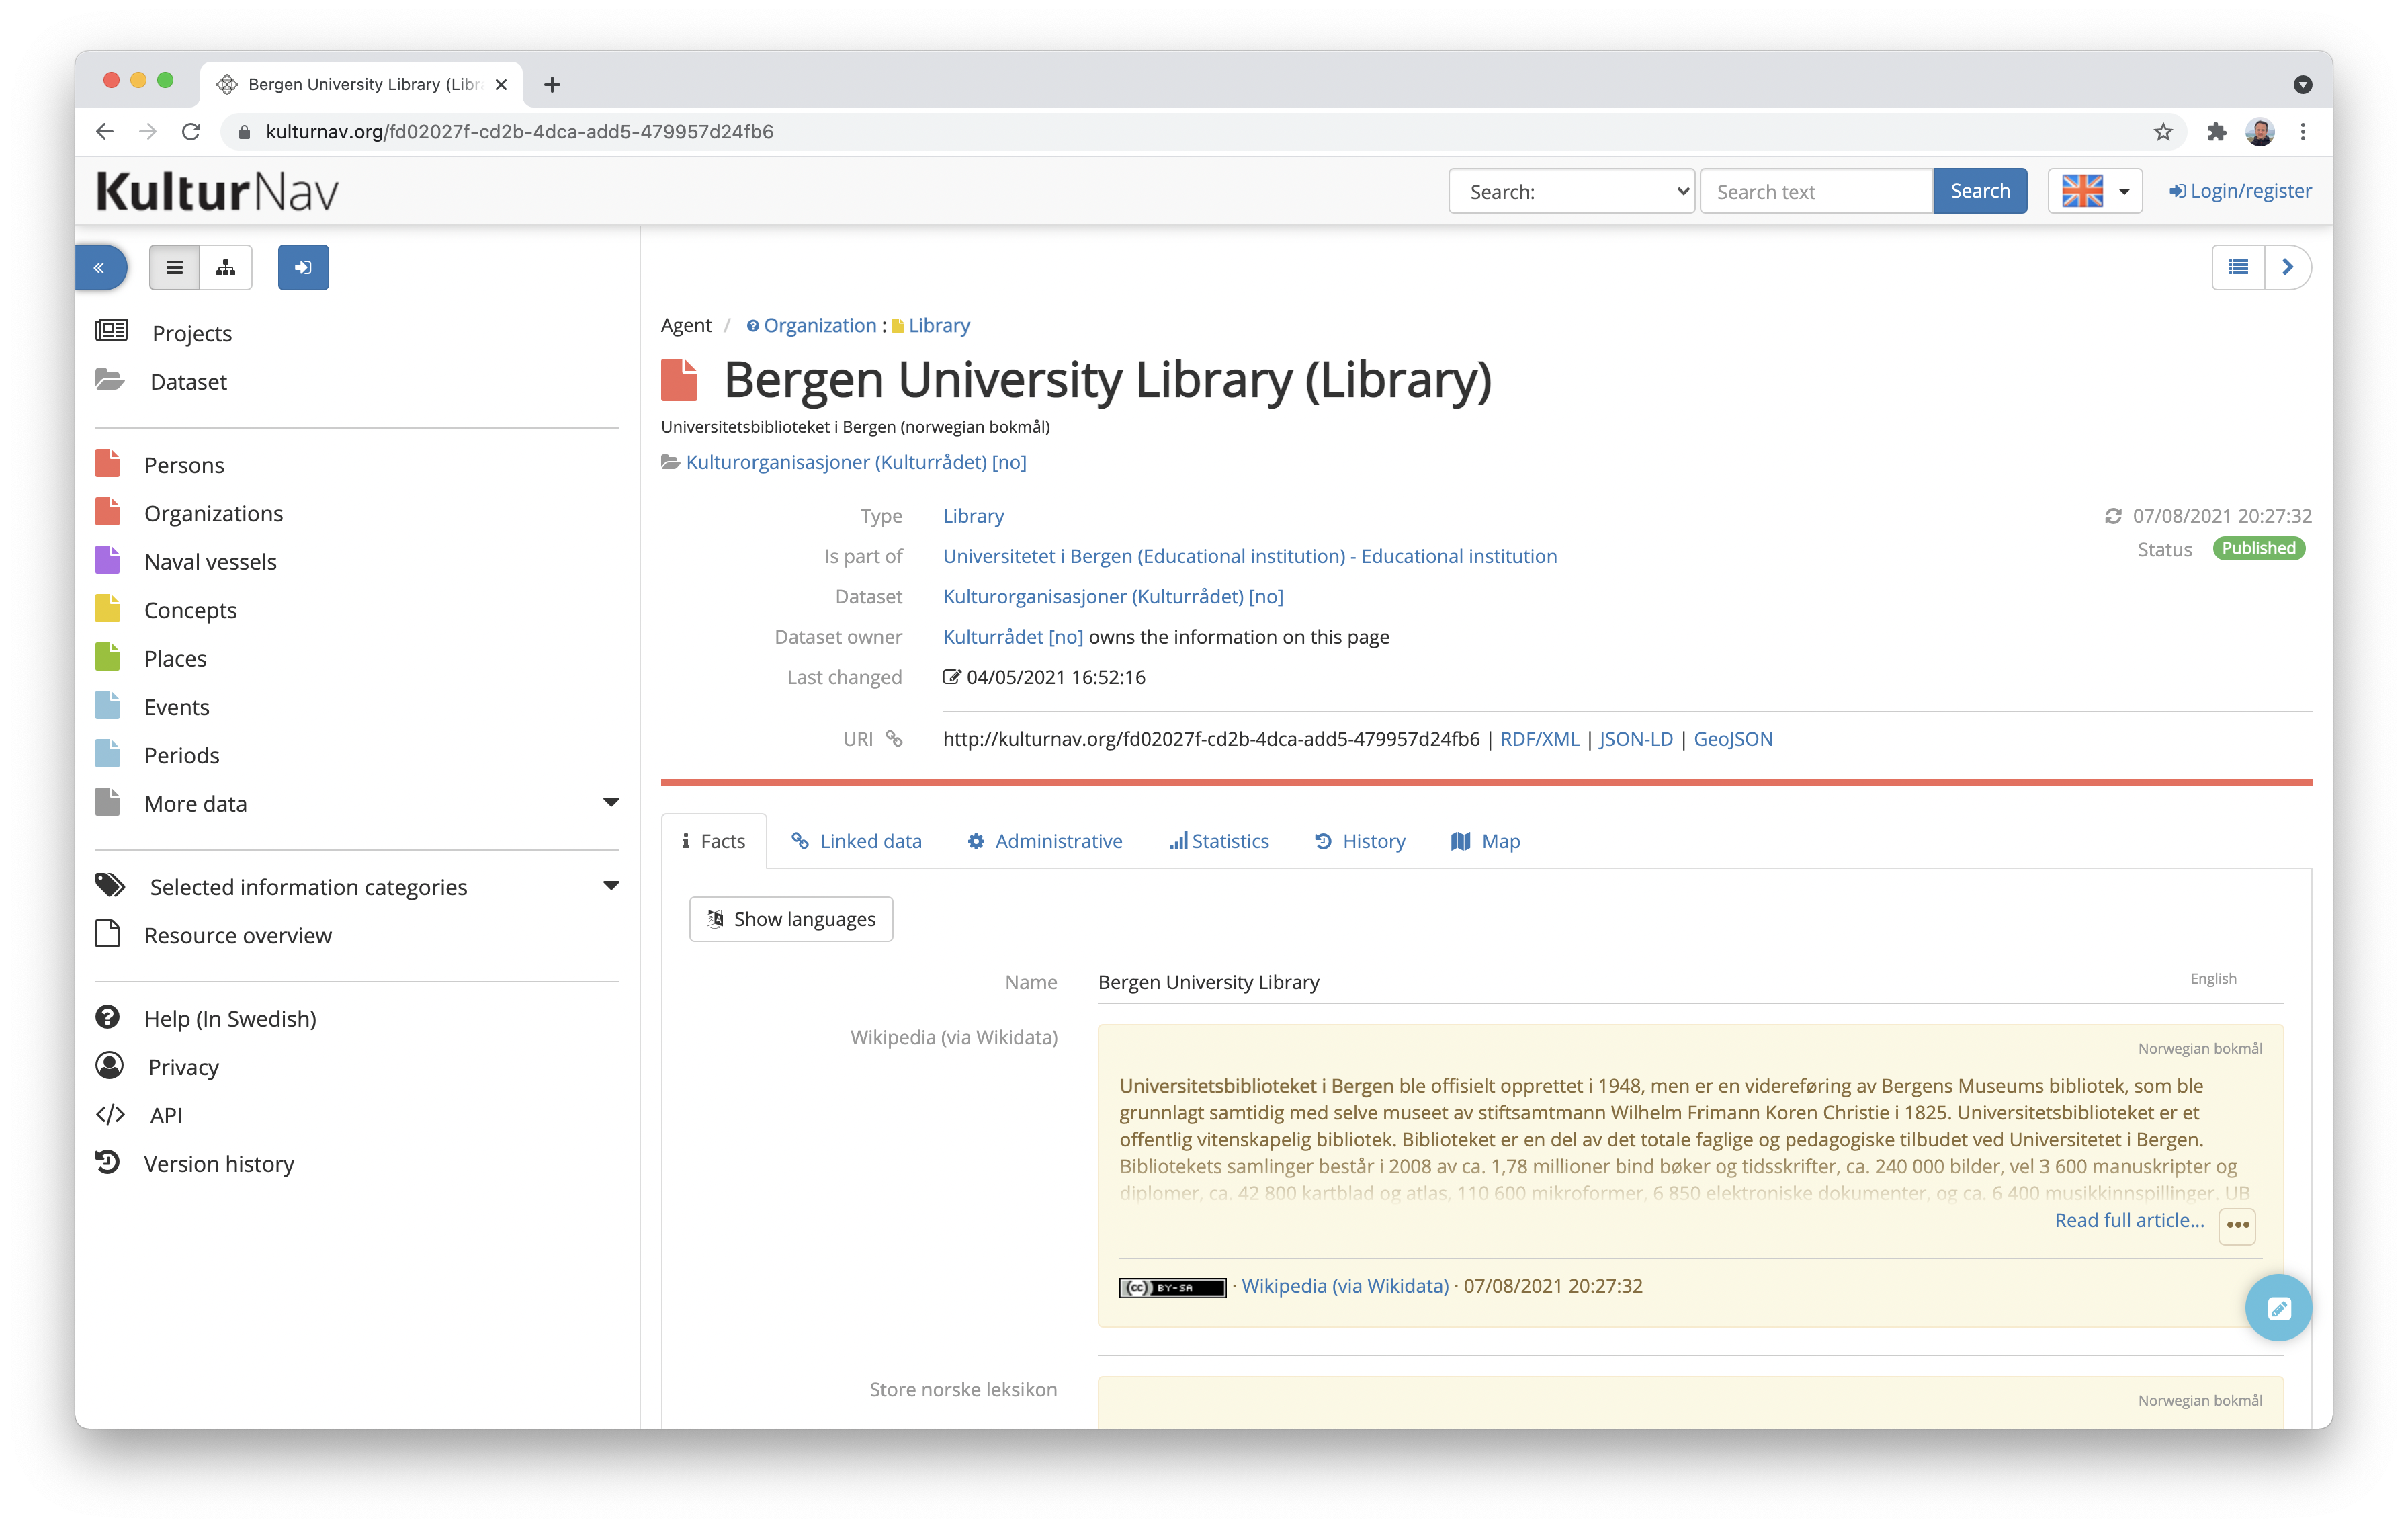 Bergen University Library (Libr
kulturnav.org/fd02027f-cd2b-4dca-add5-479957d24fb6
KulturNav
Search:
Search text
Search
Login/register
Projects
Dataset
Persons
Organizations
Naval vessels
Concepts
Places
Events
Periods
More data
Selected information categories
Resource overview
Help (In Swedish)
Privacy
API
Version history
Agent / Organization : Library
Bergen University Library (Library)
Universitetsbiblioteket i Bergen (norwegian bokmål)
Kulturorganisasjoner (Kulturrådet) [no]
Type Library
07/08/2021 20:27:32
Status Published
Is part of Universitetet i Bergen (Educational institution) - Educational institution
Dataset Kulturorganisasjoner (Kulturrådet) [no]
Dataset owner Kulturrådet [no] owns the information on this page
Last changed 04/05/2021 16:52:16
URI http://kulturnav.org/fd02027f-cd2b-4dca-add5-479957d24fb6 | RDF/XML | JSON-LD | GeoJSON
Facts Linked data Administrative Statistics History Map
Show languages
Name Bergen University Library English
Wikipedia (via Wikidata)
Norwegian bokmål
Universitetsbiblioteket i Bergen ble offisielt opprettet i 1948, men er en videreføring av Bergens Museums bibliotek, som ble
grunnlagt samtidig med selve museet av stiftsamtmann Wilhelm Frimann Koren Christie i 1825. Universitetsbiblioteket er et
offentlig vitenskapelig bibliotek. Biblioteket er en del av det totale faglige og pedagogiske tilbudet ved Universitetet i Bergen.
Bibliotekets samlinger består i 2008 av ca. 1,78 millioner bind bøker og tidsskrifter, ca. 240 000 bilder, vel 3 600 manuskripter og
diplomer, ca. 42 800 kartblad og atlas, 110 600 mikroformer, 6 850 elektroniske dokumenter, og ca. 6 400 musikkinnspillinger. UB
Read full article...
(cc) BY-SA · Wikipedia (via Wikidata) · 07/08/2021 20:27:32
Store norske leksikon
Norwegian bokmål